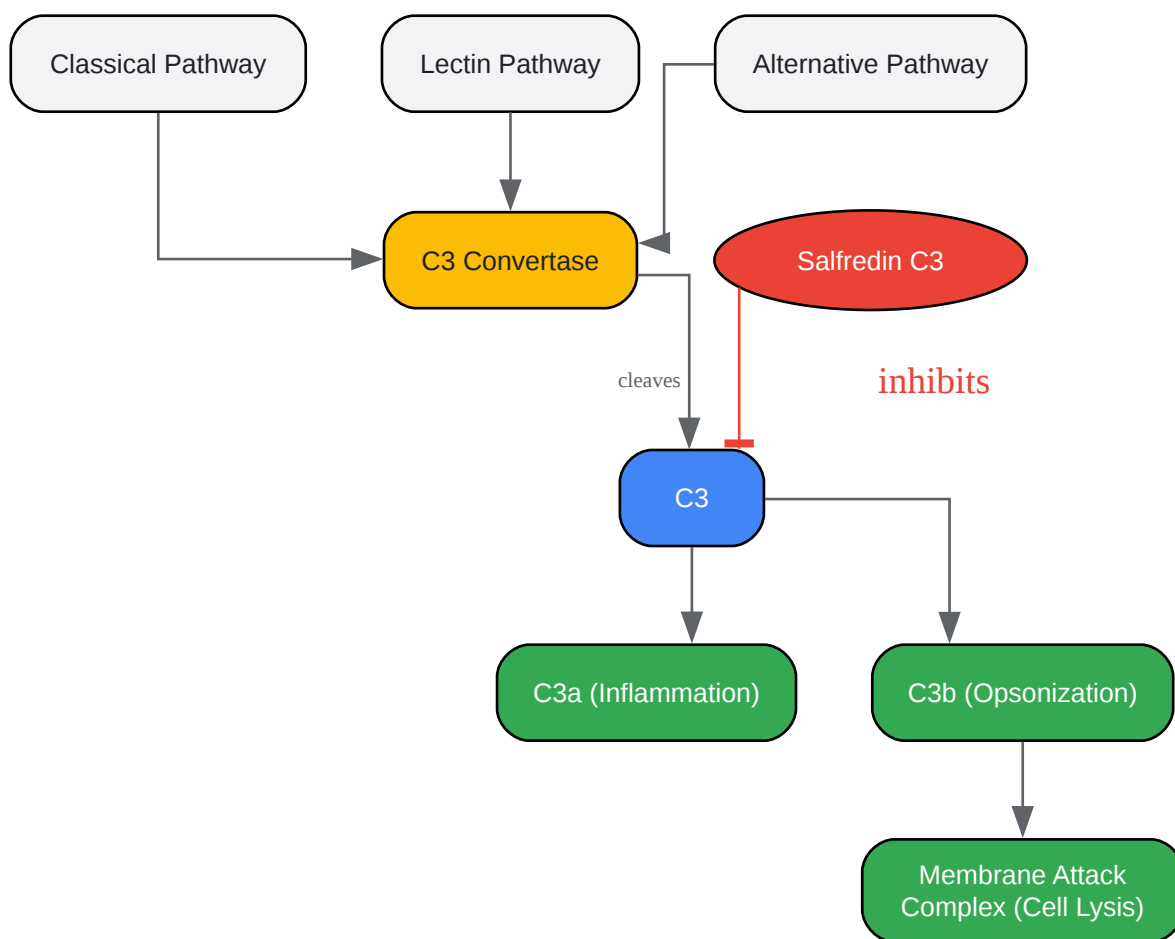 Classical Pathway
Lectin Pathway
Alternative Pathway
C3 Convertase
Salfredin C3
cleaves
inhibits
C3
C3a (Inflammation)
C3b (Opsonization)
Membrane Attack
Complex (Cell Lysis)